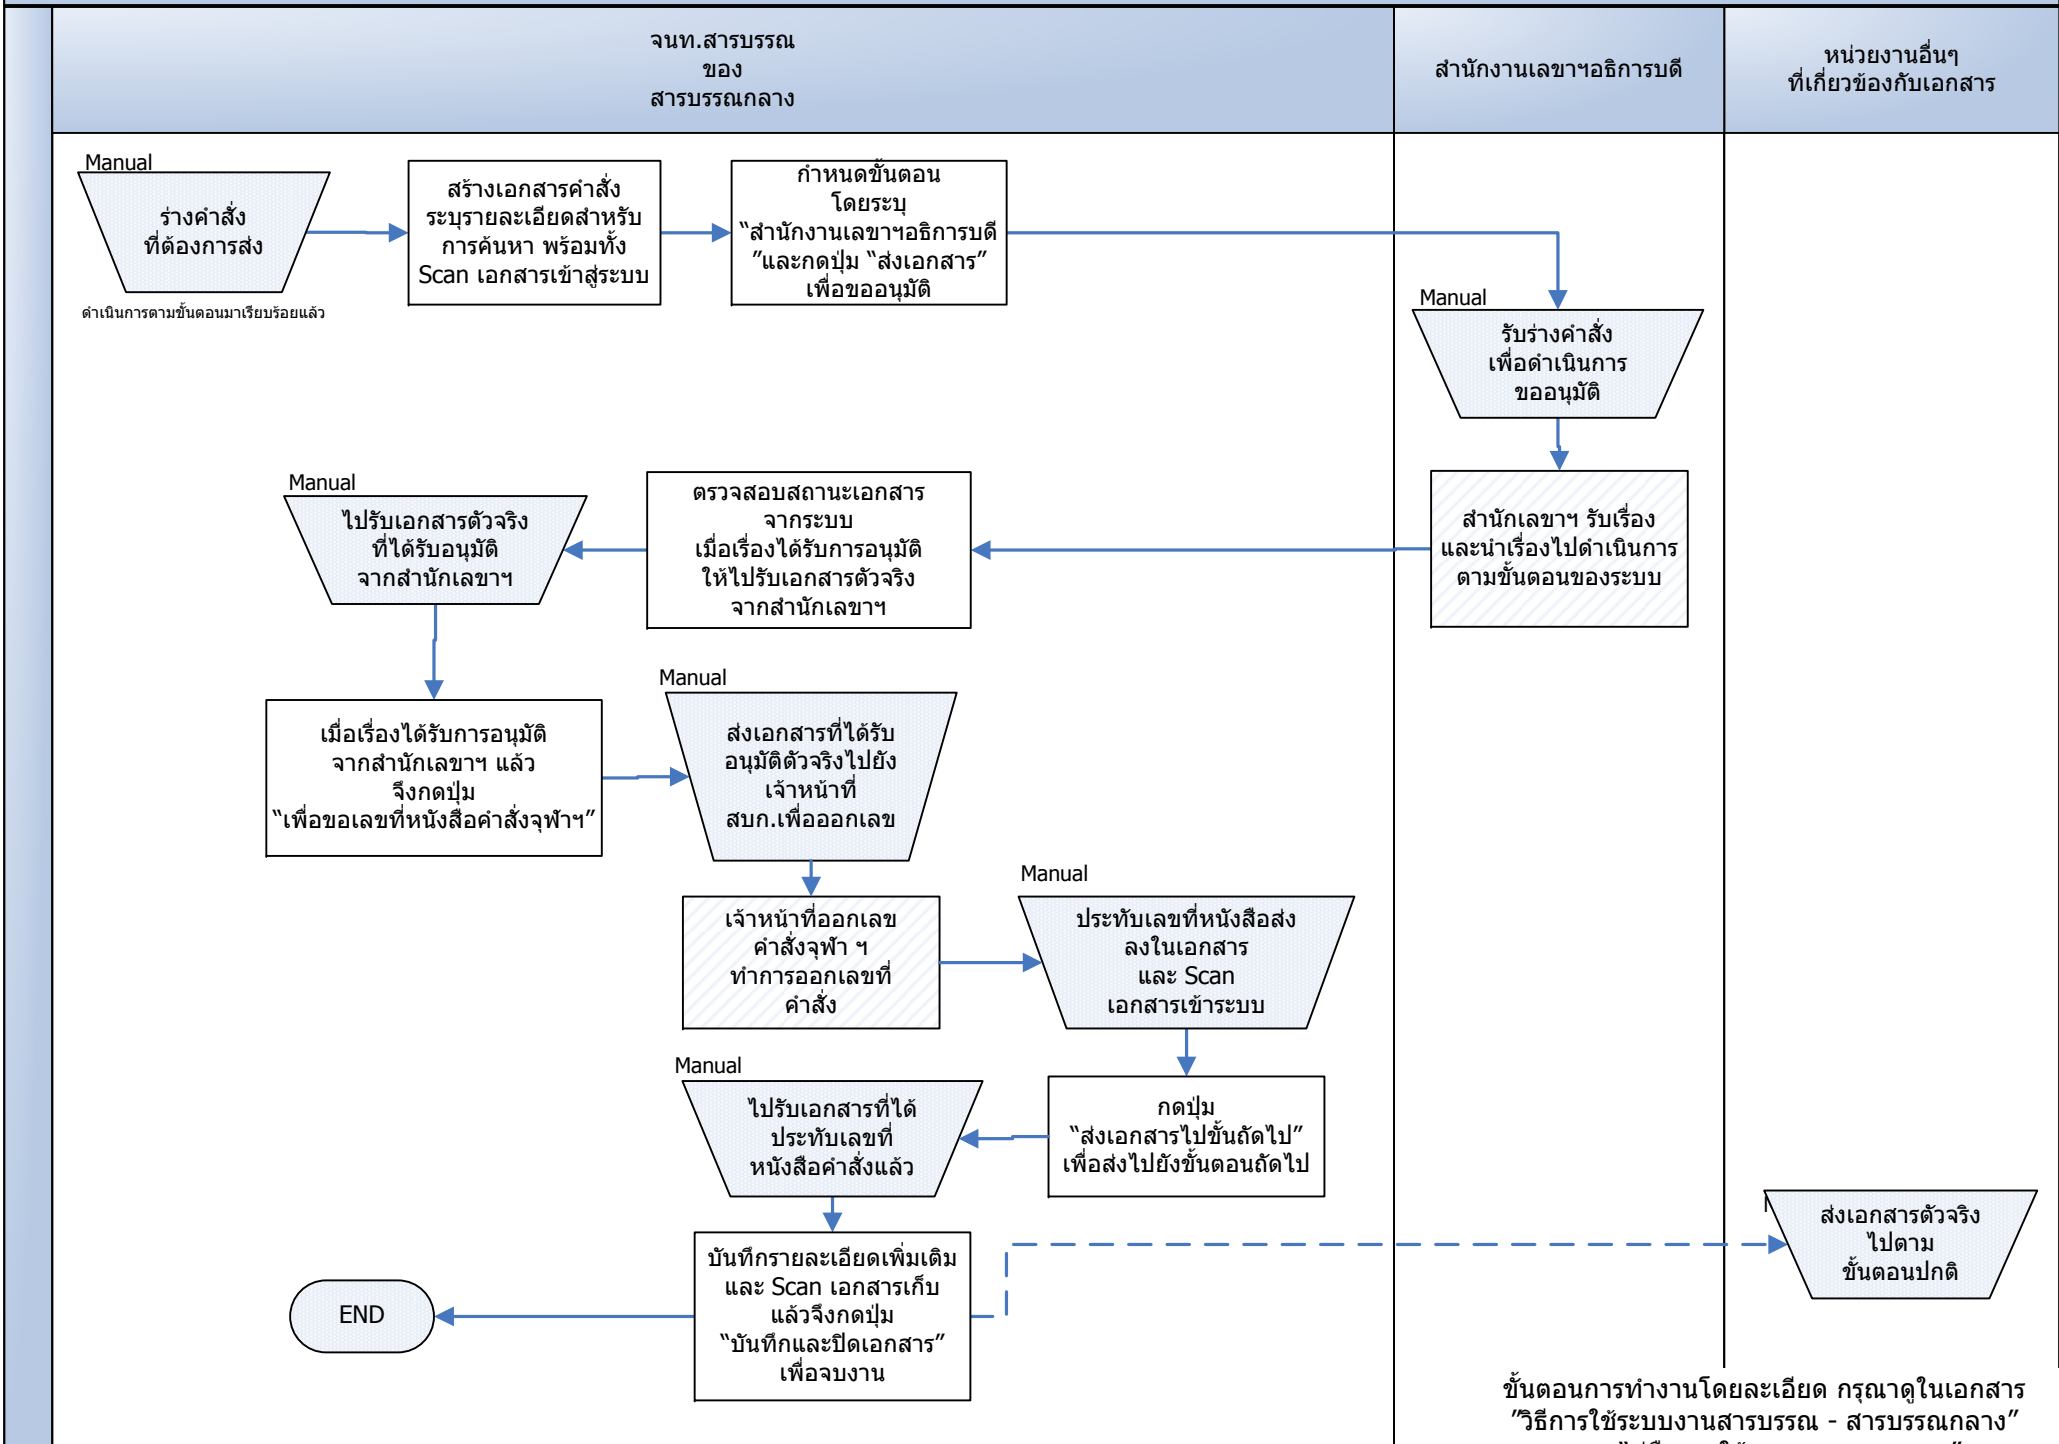 จนท.สารบรรณ
ของ
สารบรรณกลาง
สำนักงานเลขาฯอธิการบดี
หน่วยงานอื่นๆ
ที่เกี่ยวข้องกับเอกสาร
Manual
ร่างคำสั่ง
ที่ต้องการส่ง
ดำเนินการตามขั้นตอนมาเรียบร้อยแล้ว
สร้างเอกสารคำสั่ง
ระบุรายละเอียดสำหรับ
การค้นหา พร้อมทั้ง
Scan เอกสารเข้าสู่ระบบ
กำหนดขั้นตอน
โดยระบุ
“สำนักงานเลขาฯอธิการบดี
”และกดปุ่ม “ส่งเอกสาร”
เพื่อขออนุมัติ
Manual
รับร่างคำสั่ง
เพื่อดำเนินการ
ขออนุมัติ
สำนักเลขาฯ รับเรื่อง
และนำเรื่องไปดำเนินการ
ตามขั้นตอนของระบบ
ตรวจสอบสถานะเอกสาร
จากระบบ
เมื่อเรื่องได้รับการอนุมัติ
ให้ไปรับเอกสารตัวจริง
จากสำนักเลขาฯ
Manual
ไปรับเอกสารตัวจริง
ที่ได้รับอนุมัติ
จากสำนักเลขาฯ
เมื่อเรื่องได้รับการอนุมัติ
จากสำนักเลขาฯ แล้ว
จึงกดปุ่ม
“เพื่อขอเลขที่หนังสือคำสั่งจุฬาฯ”
Manual
ส่งเอกสารที่ได้รับ
อนุมัติตัวจริงไปยัง
เจ้าหน้าที่
สบก.เพื่อออกเลข
เจ้าหน้าที่ออกเลข
คำสั่งจุฬา ฯ
ทำการออกเลขที่
คำสั่ง
Manual
ประทับเลขที่หนังสือส่ง
ลงในเอกสาร
และ Scan
เอกสารเข้าระบบ
กดปุ่ม
“ส่งเอกสารไปขั้นถัดไป”
เพื่อส่งไปยังขั้นตอนถัดไป
Manual
ไปรับเอกสารที่ได้
ประทับเลขที่
หนังสือคำสั่งแล้ว
บันทึกรายละเอียดเพิ่มเติม
และ Scan เอกสารเก็บ
แล้วจึงกดปุ่ม
“บันทึกและปิดเอกสาร”
เพื่อจบงาน
END
ส่งเอกสารตัวจริง
ไปตาม
ขั้นตอนปกติ
ขั้นตอนการทำงานโดยละเอียด กรุณาดูในเอกสาร
”วิธีการใช้ระบบงานสารบรรณ - สารบรรณกลาง”